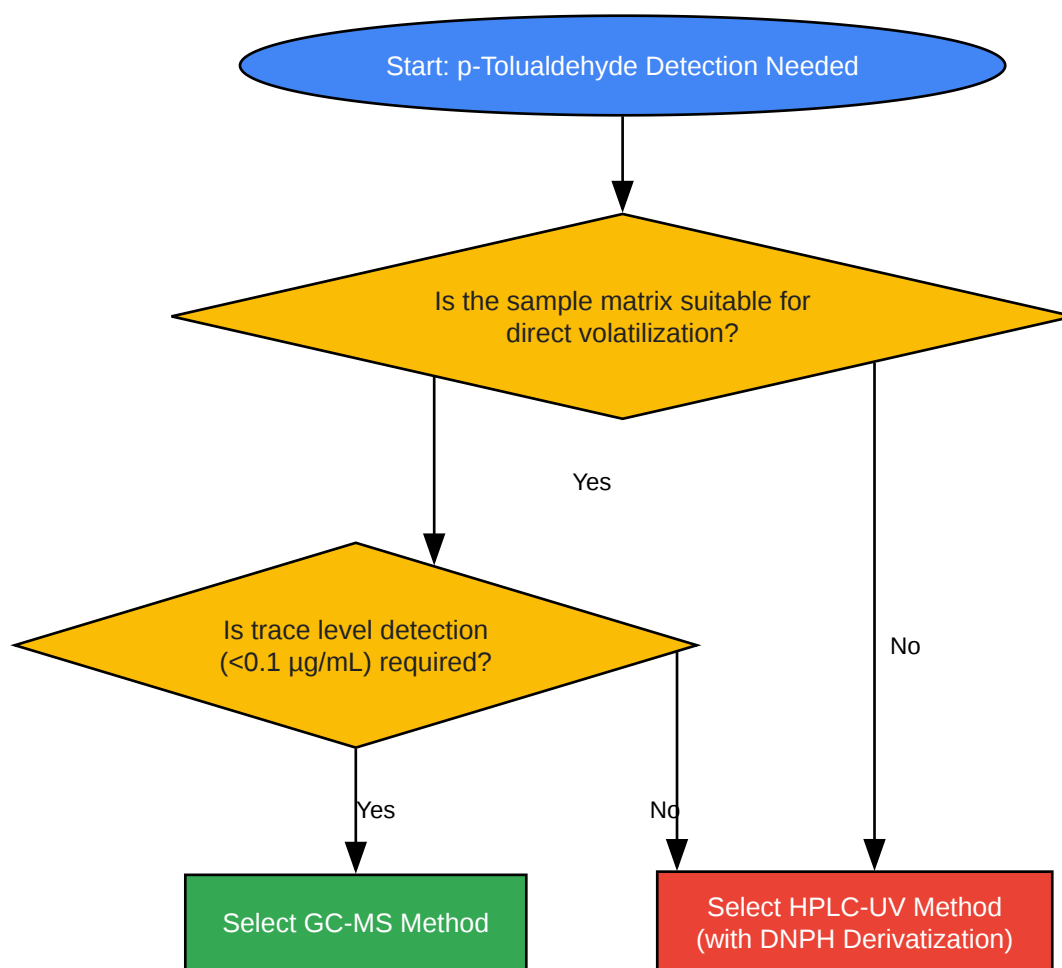 Start: p-Tolualdehyde Detection Needed
Is the sample matrix suitable for
direct volatilization?
Yes
Is trace level detection
(<0.1 µg/mL) required?
No
Yes
No
Select GC-MS Method
Select HPLC-UV Method
(with DNPH Derivatization)